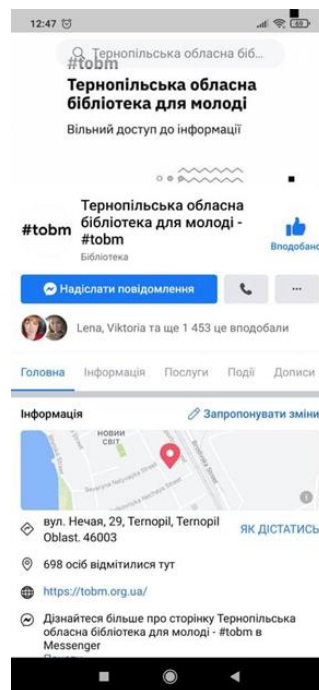 12:47
69
Тернопільська обласна біб...
#tobm
Тернопільська обласна
бібліотека для молоді
Вільний доступ до інформації
#tobm
Тернопільська обласна
бібліотека для молоді -
#tobm
Бібліотека
Вподобано
Надіслати повідомлення
Lena, Viktoria та ще 1 453 це вподобали
Головна Інформація Послуги Події Дописи
Інформація
Запропонувати зміни
НОВИЙ
СВІТ
вул. Нечая, 29, Ternopil, Ternopil
Oblast. 46003
ЯК ДІСТАТИСЬ
698 осіб відмітилися тут
https://tobm.org.ua/
Дізнайтеся більше про сторінку Тернопільська
обласна бібліотека для молоді - #tobm в
Messenger